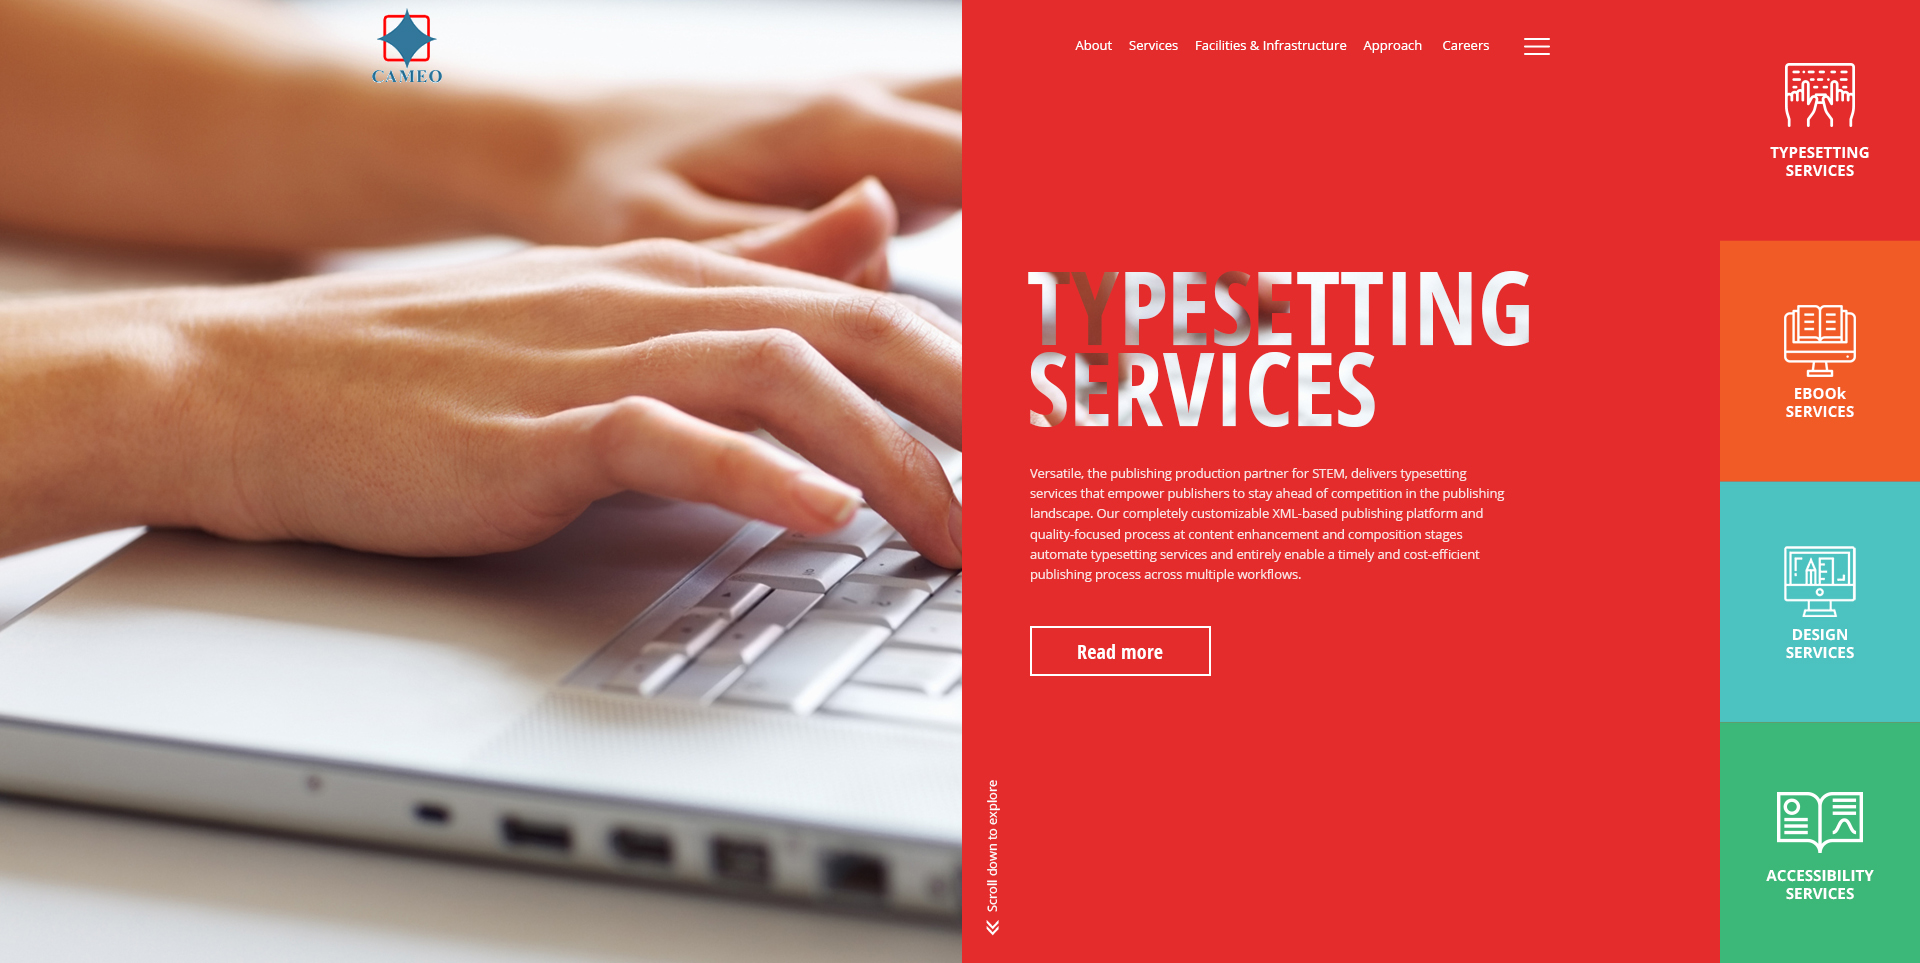 CAMEO
About Services Facilities & Infrastructure Approach Careers
TYPESETTING
SERVICES
TYPESETTING
SERVICES
Versatile, the publishing production partner for STEM, delivers typesetting
services that empower publishers to stay ahead of competition in the publishing
landscape. Our completely customizable XML-based publishing platform and
quality-focused process at content enhancement and composition stages
automate typesetting services and entirely enable a timely and cost-efficient
publishing process across multiple workflows.
Read more
Scroll down to explore
EBOOk
SERVICES
DESIGN
SERVICES
ACCESSIBILITY
SERVICES